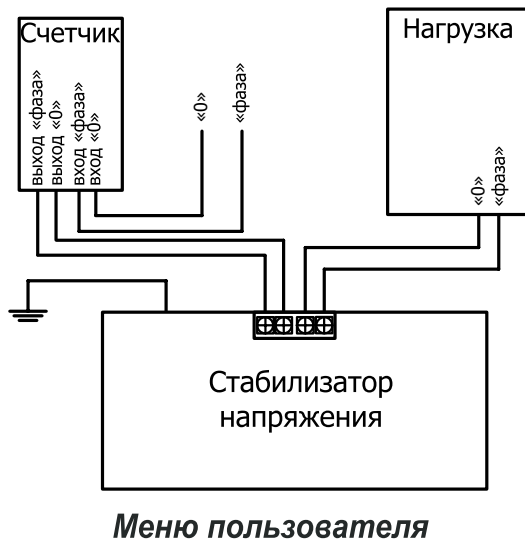 Счетчик
выход «фаза»
выход «0»
вход «фаза»
вход «0»
«0»
«фаза»
Нагрузка
«0»
«фаза»
Стабилизатор
напряжения
Меню пользователя